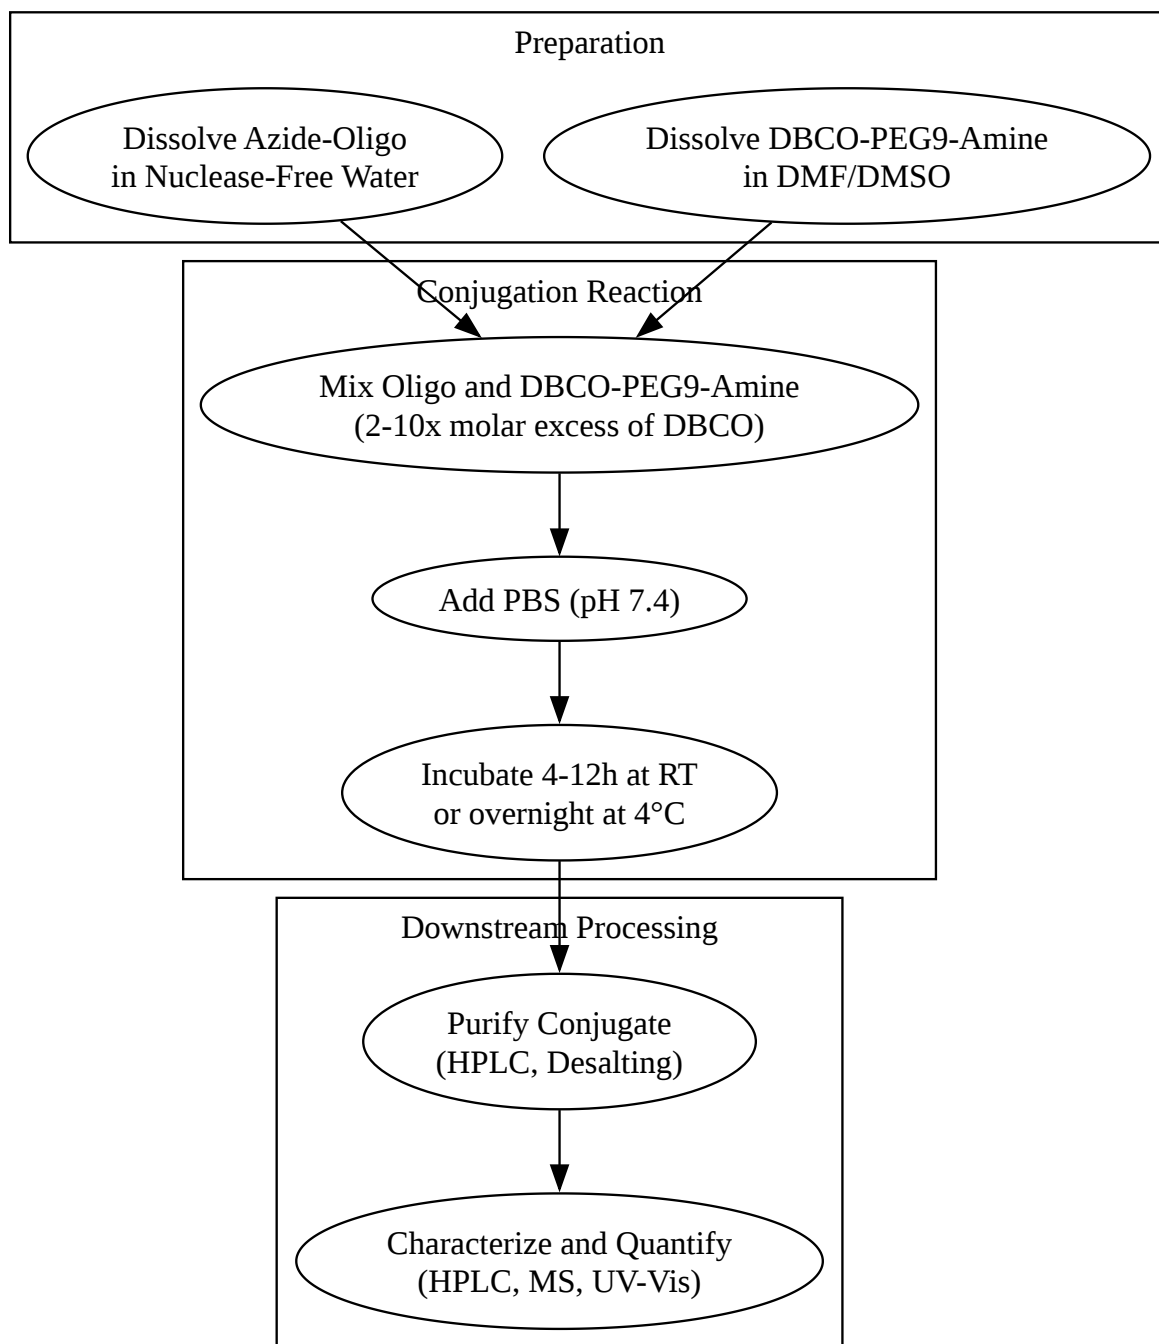 Preparation
Dissolve Azide-Oligo
in Nuclease-Free Water
Dissolve DBCO-PEG9-Amine
in DMF/DMSO
Conjugation Reaction
Mix Oligo and DBCO-PEG9-Amine
(2-10x molar excess of DBCO)
Add PBS (pH 7.4)
Incubate 4-12h at RT
or overnight at 4°C
Downstream Processing
Purify Conjugate
(HPLC, Desalting)
Characterize and Quantify
(HPLC, MS, UV-Vis)